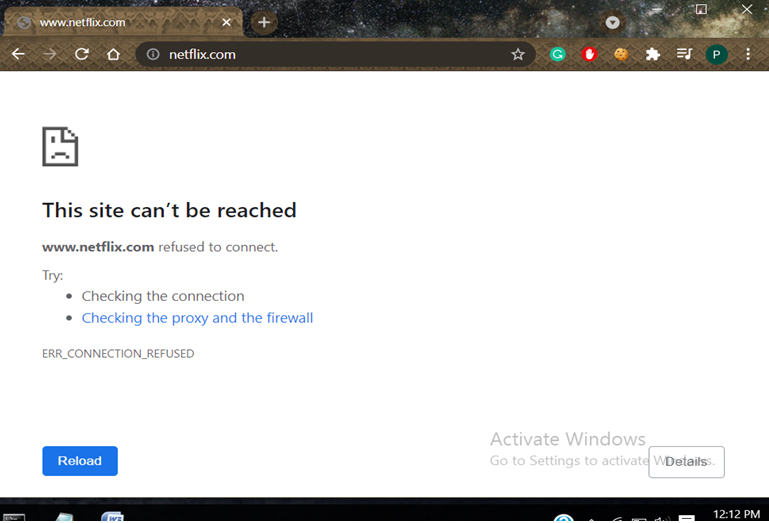 www.netflix.com
netflix.com
P
This site can’t be reached
www.netflix.com refused to connect.
Try:
Checking the connection
Checking the proxy and the firewall
ERR_CONNECTION_REFUSED
Activate Windows
Go to Settings to activate Windows.
Reload
Details
12:12 PM